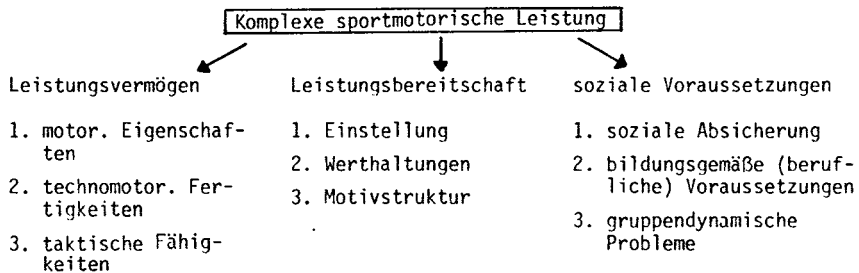 Komplexe sportmotorische Leistung
Leistungsvermögen
1. motor. Eigenschaf-
ten
2. technomotor. Fer-
tigkeiten
3. taktische Fähig-
keiten
Leistungsbereitschaft
1. Einstellung
2. Werthaltungen
3. Motivstruktur
soziale Voraussetzungen
1. soziale Absicherung
2. bildungsgemäße (beruf-
liche) Voraussetzungen
3. gruppendynamische
Probleme